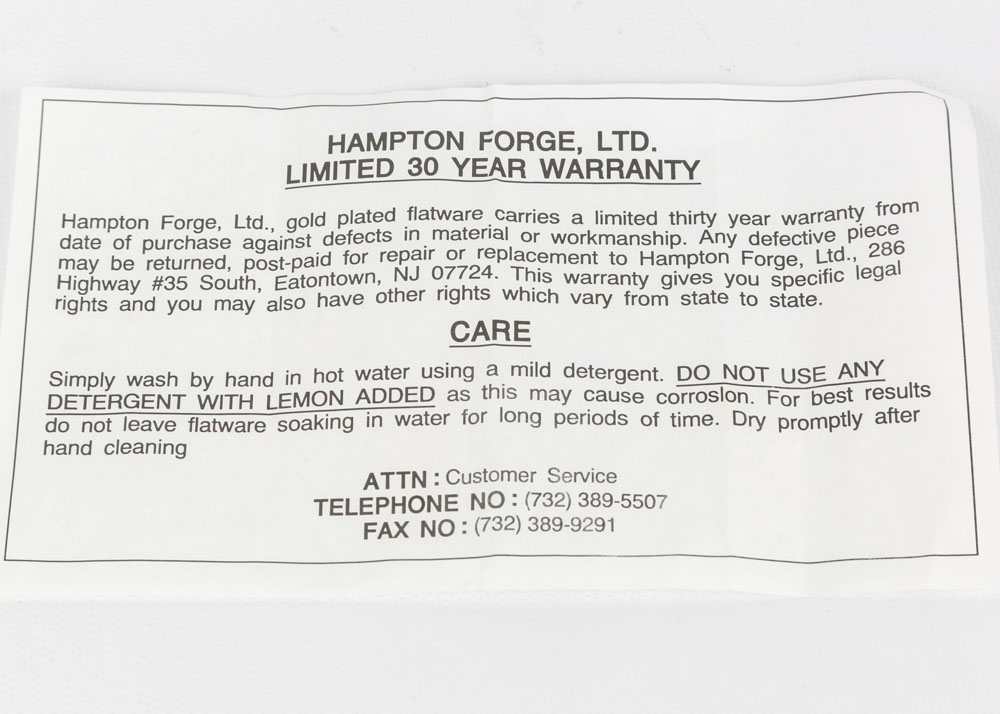 HAMPTON FORGE, LTD.
LIMITED 30 YEAR WARRANTY
Hampton Forge, Ltd., gold plated flatware carries a limited thirty year warranty from
date of purchase against defects in material or workmanship. Any defective piece
may be returned, post-paid for repair or replacement to Hampton Forge, Ltd., 286
Highway #35 South, Eatontown, NJ 07724. This warranty gives you specific legal
rights and you may also have other rights which vary from state to state.
CARE
Simply wash by hand in hot water using a mild detergent. DO NOT USE ANY
DETERGENT WITH LEMON ADDED as this may cause corroslon. For best results
do not leave flatware soaking in water for long periods of time. Dry promptly after
hand cleaning
ATTN : Customer Service
TELEPHONE NO : (732) 389-5507
FAX NO : (732) 389-9291